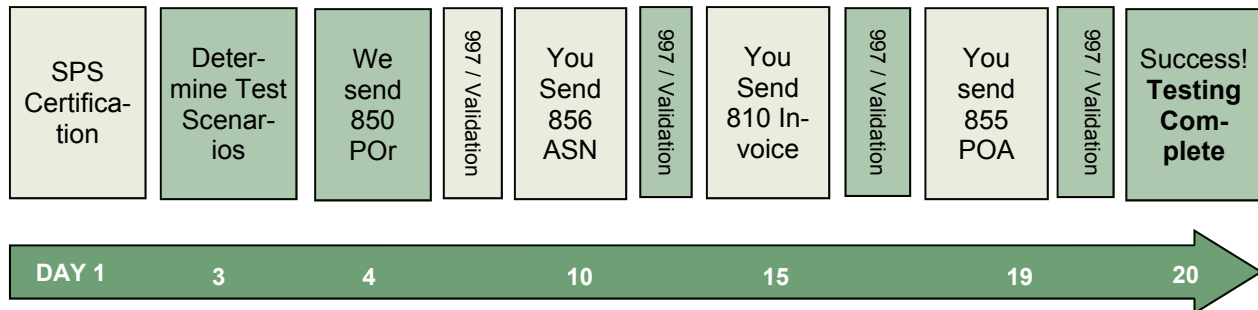 SPS
Certifica-
tion
Deter-
mine Test
Scenar-
ios
We
send
850
POr
997 / Validation
You
Send
856
ASN
997 / Validation
You
Send
810 In-
voice
997 / Validation
You
send
855
POA
997 / Validation
Success!
Testing
Com-
plete
DAY 1
3
4
10
15
19
20